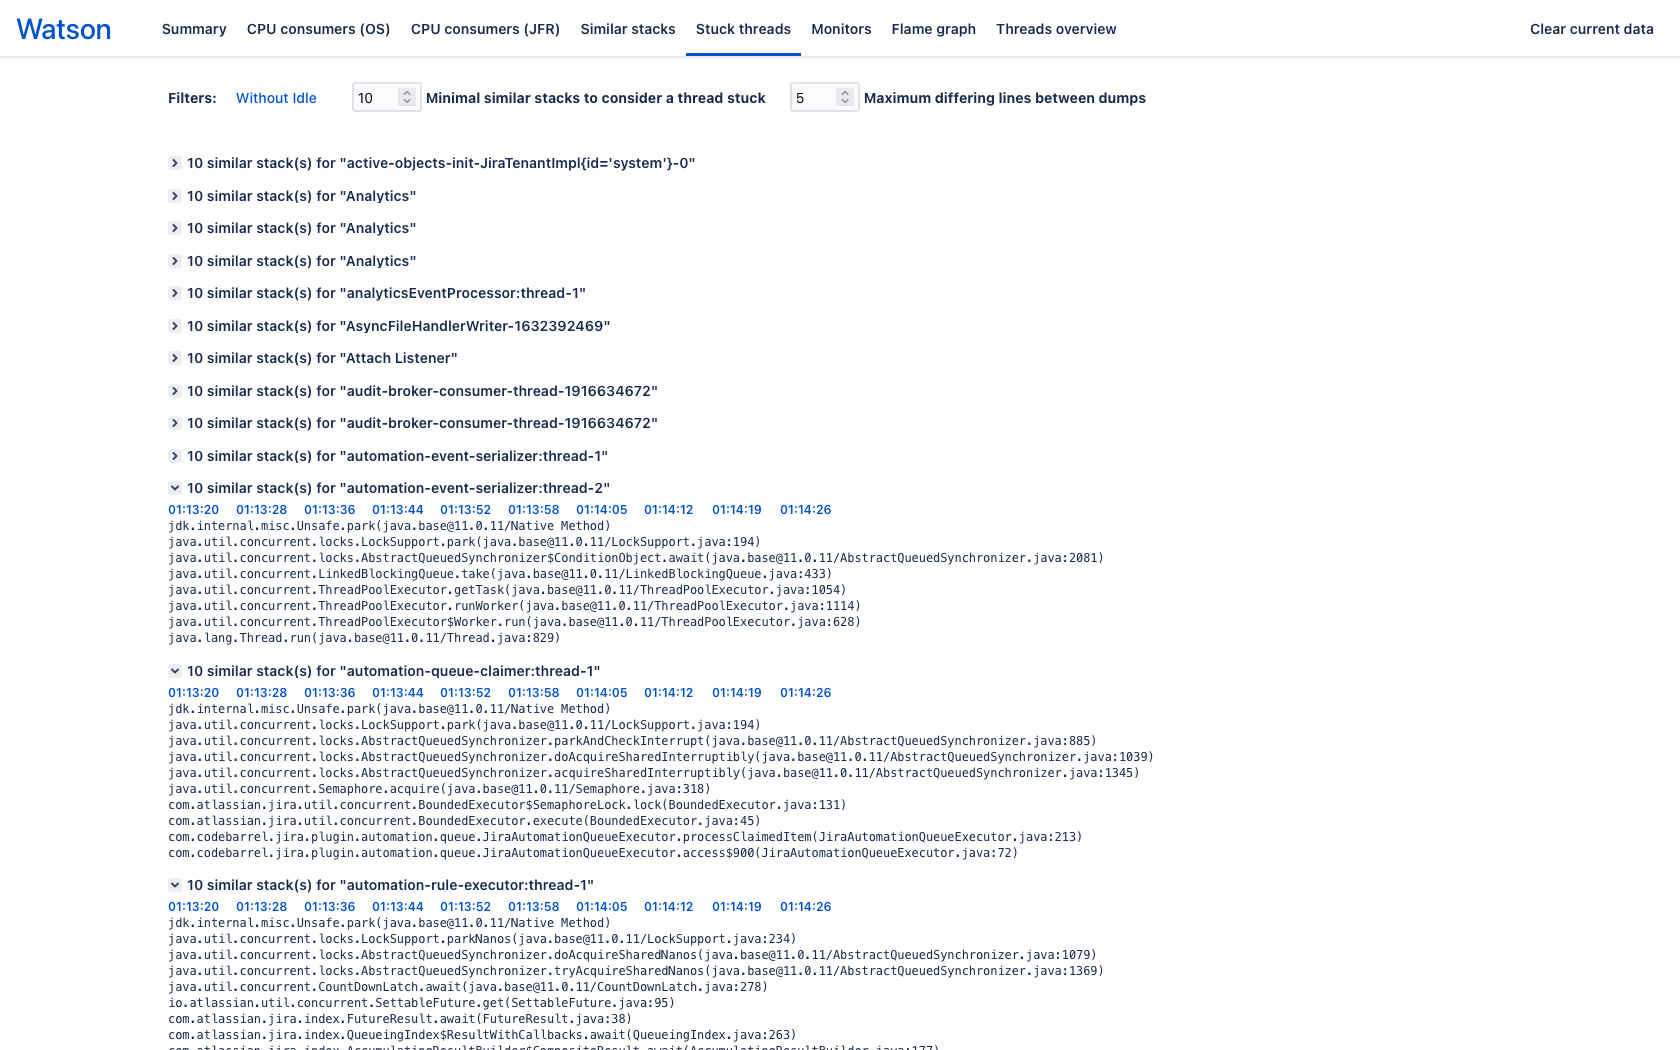 Watson Summary CPU consumers (OS) CPU consumers (JFR) Similar stacks Stuck threads Monitors Flame graph Threads overview Clear current data
Filters: Without Idle 10 Minimal similar stacks to consider a thread stuck 5 Maximum differing lines between dumps
10 similar stack(s) for "active-objects-init-JiraTenantImpl{id='system'}-0"
10 similar stack(s) for "Analytics"
10 similar stack(s) for "Analytics"
10 similar stack(s) for "Analytics"
10 similar stack(s) for "analyticsEventProcessor:thread-1"
10 similar stack(s) for "AsyncFileHandlerWriter-1632392469"
10 similar stack(s) for "Attach Listener"
10 similar stack(s) for "audit-broker-consumer-thread-1916634672"
10 similar stack(s) for "audit-broker-consumer-thread-1916634672"
10 similar stack(s) for "automation-event-serializer:thread-1"
10 similar stack(s) for "automation-event-serializer:thread-2"
01:13:20 01:13:28 01:13:36 01:13:44 01:13:52 01:13:58 01:14:05 01:14:12 01:14:19 01:14:26
jdk.internal.misc.Unsafe.park(java.base@11.0.11/Native Method)
java.util.concurrent.locks.LockSupport.park(java.base@11.0.11/LockSupport.java:194)
java.util.concurrent.locks.AbstractQueuedSynchronizer$ConditionObject.await(java.base@11.0.11/AbstractQueuedSynchronizer.java:2081)
java.util.concurrent.LinkedBlockingQueue.take(java.base@11.0.11/LinkedBlockingQueue.java:433)
java.util.concurrent.ThreadPoolExecutor.getTask(java.base@11.0.11/ThreadPoolExecutor.java:1054)
java.util.concurrent.ThreadPoolExecutor.runWorker(java.base@11.0.11/ThreadPoolExecutor.java:1114)
java.util.concurrent.ThreadPoolExecutor$Worker.run(java.base@11.0.11/ThreadPoolExecutor.java:628)
java.lang.Thread.run(java.base@11.0.11/Thread.java:829)
10 similar stack(s) for "automation-queue-claimer:thread-1"
01:13:20 01:13:28 01:13:36 01:13:44 01:13:52 01:13:58 01:14:05 01:14:12 01:14:19 01:14:26
jdk.internal.misc.Unsafe.park(java.base@11.0.11/Native Method)
java.util.concurrent.locks.LockSupport.park(java.base@11.0.11/LockSupport.java:194)
java.util.concurrent.locks.AbstractQueuedSynchronizer.parkAndCheckInterrupt(java.base@11.0.11/AbstractQueuedSynchronizer.java:885)
java.util.concurrent.locks.AbstractQueuedSynchronizer.doAcquireSharedInterruptibly(java.base@11.0.11/AbstractQueuedSynchronizer.java:1039)
java.util.concurrent.locks.AbstractQueuedSynchronizer.acquireSharedInterruptibly(java.base@11.0.11/AbstractQueuedSynchronizer.java:1345)
java.util.concurrent.Semaphore.acquire(java.base@11.0.11/Semaphore.java:318)
com.atlassian.jira.util.concurrent.BoundedExecutor$SemaphoreLock.lock(BoundedExecutor.java:131)
com.atlassian.jira.util.concurrent.BoundedExecutor.execute(BoundedExecutor.java:45)
com.codebarrel.jira.plugin.automation.queue.JiraAutomationQueueExecutor.processClaimedItem(JiraAutomationQueueExecutor.java:213)
com.codebarrel.jira.plugin.automation.queue.JiraAutomationQueueExecutor.access$900(JiraAutomationQueueExecutor.java:72)
10 similar stack(s) for "automation-rule-executor:thread-1"
01:13:20 01:13:28 01:13:36 01:13:44 01:13:52 01:13:58 01:14:05 01:14:12 01:14:19 01:14:26
jdk.internal.misc.Unsafe.park(java.base@11.0.11/Native Method)
java.util.concurrent.locks.LockSupport.parkNanos(java.base@11.0.11/LockSupport.java:234)
java.util.concurrent.locks.AbstractQueuedSynchronizer.doAcquireSharedNanos(java.base@11.0.11/AbstractQueuedSynchronizer.java:1079)
java.util.concurrent.locks.AbstractQueuedSynchronizer.tryAcquireSharedNanos(java.base@11.0.11/AbstractQueuedSynchronizer.java:1369)
java.util.concurrent.CountDownLatch.await(java.base@11.0.11/CountDownLatch.java:278)
io.atlassian.util.concurrent.SettableFuture.get(SettableFuture.java:95)
com.atlassian.jira.index.FutureResult.await(FutureResult.java:38)
com.atlassian.jira.index.QueueingIndex$ResultWithCallbacks.await(QueueingIndex.java:263)
com.atlassian.jira.index.AccumulatingResultBuilder$CompositeResult.await(AccumulatingResultBuilder.java:177)